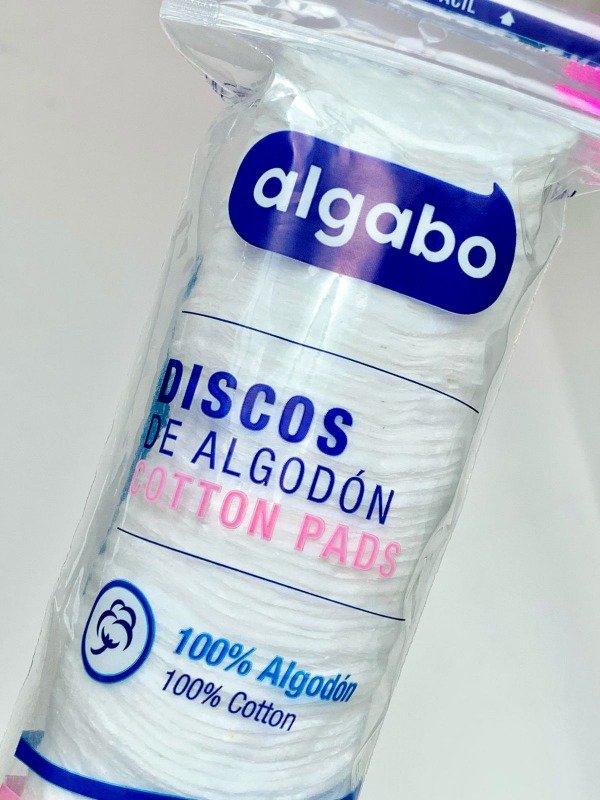 algabo
DISCOS
DE ALGODÓN
COTTON PADS
100% Algodón
100% Cotton